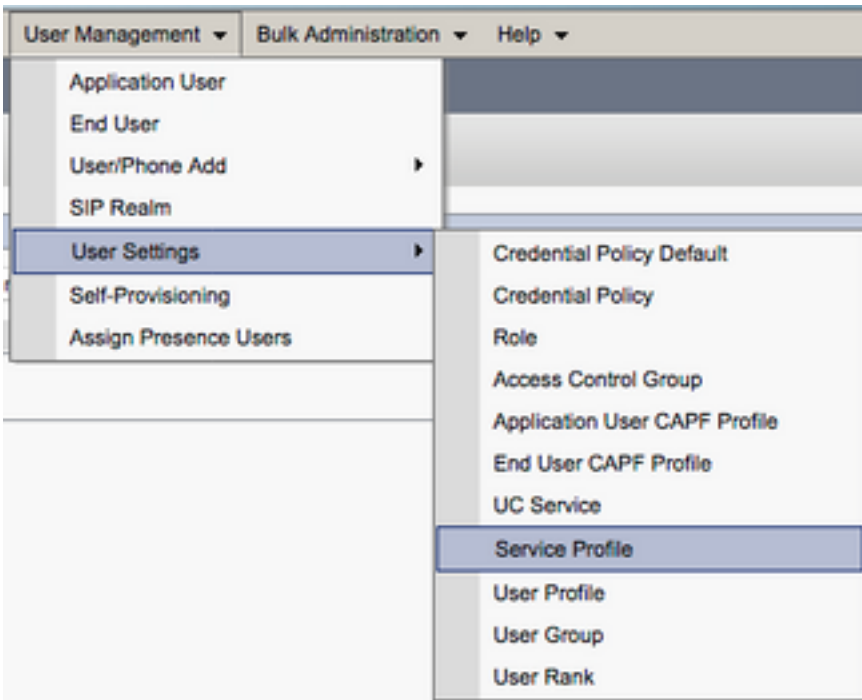 User Management Bulk Administration Help
Application User
End User
User/Phone Add
SIP Realm
User Settings
Self-Provisioning
Assign Presence Users
Credential Policy Default
Credential Policy
Role
Access Control Group
Application User CAPF Profile
End User CAPF Profile
UC Service
Service Profile
User Profile
User Group
User Rank